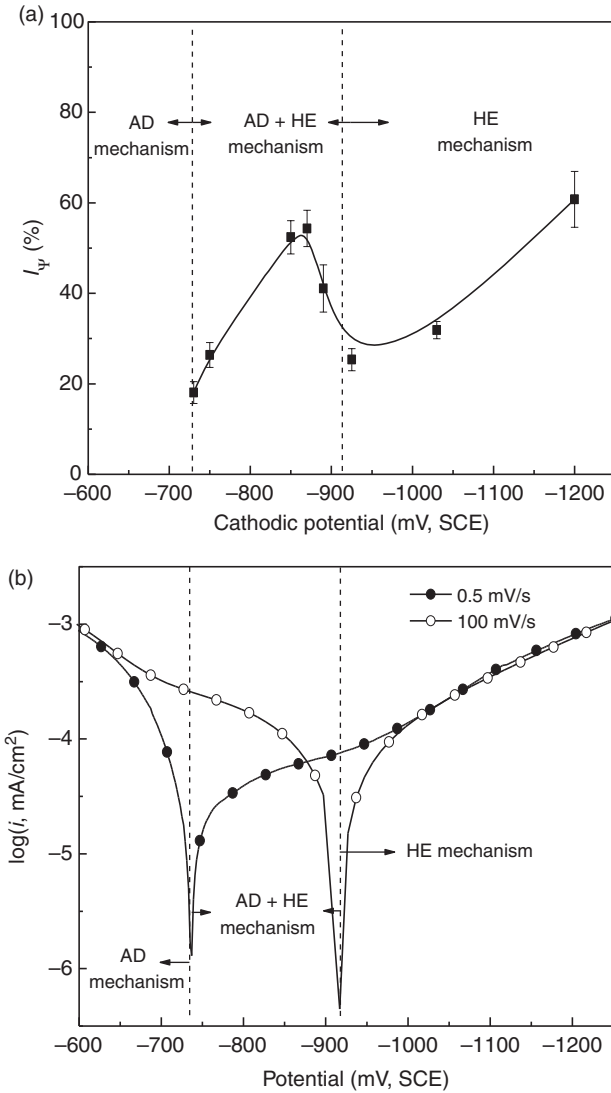 (a)
100
80
60
40
20
0
I_Ψ (%)
AD mechanism
AD + HE mechanism
HE mechanism
−600 −700 −800 −900 −1000 −1100 −1200
Cathodic potential (mV, SCE)
(b)
−3
−4
−5
−6
log(i, mA/cm²)
0.5 mV/s
100 mV/s
HE mechanism
AD + HE mechanism
AD mechanism
−600 −700 −800 −900 −1000 −1100 −1200
Potential (mV, SCE)